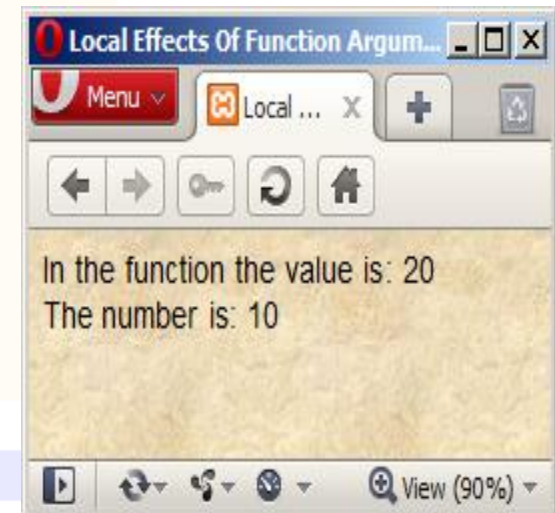 Local Effects Of Function Argum...
Menu
Local ...
In the function the value is: 20
The number is: 10
View (90%)